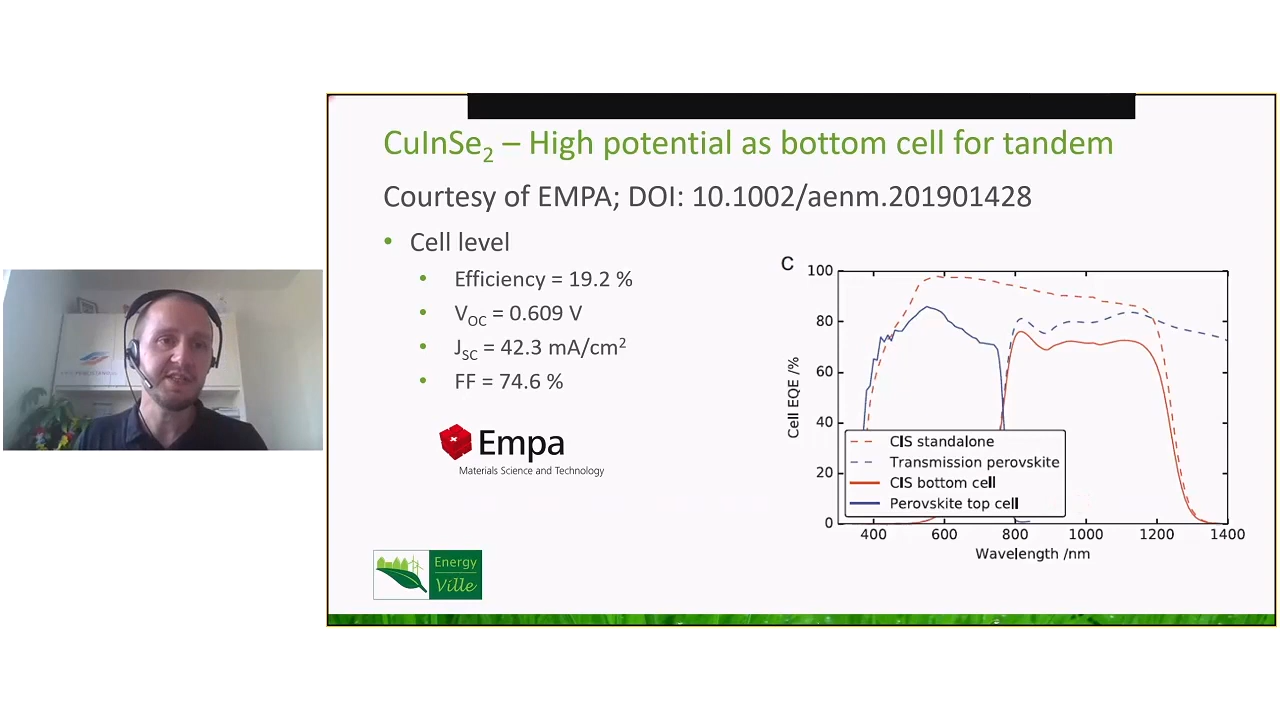 CuInSe2 – High potential as bottom cell for tandem
Courtesy of EMPA; DOI: 10.1002/aenm.201901428
• Cell level
• Efficiency = 19.2 %
• VOC = 0.609 V
• JSC = 42.3 mA/cm2
• FF = 74.6 %
Empa
Materials Science and Technology
Energy
Ville
C
100
80
60
40
20
0
Cell EQE /%
CIS standalone
Transmission perovskite
CIS bottom cell
Perovskite top cell
400 600 800 1000 1200 1400
Wavelength /nm